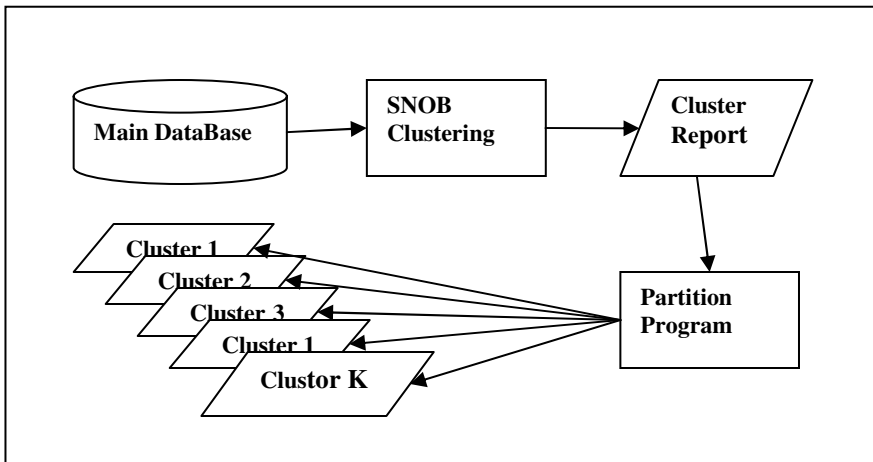 Main DataBase
SNOB
Clustering
Cluster
Report
Cluster 1
Cluster 2
Cluster 3
Cluster 1
Clustor K
Partition
Program